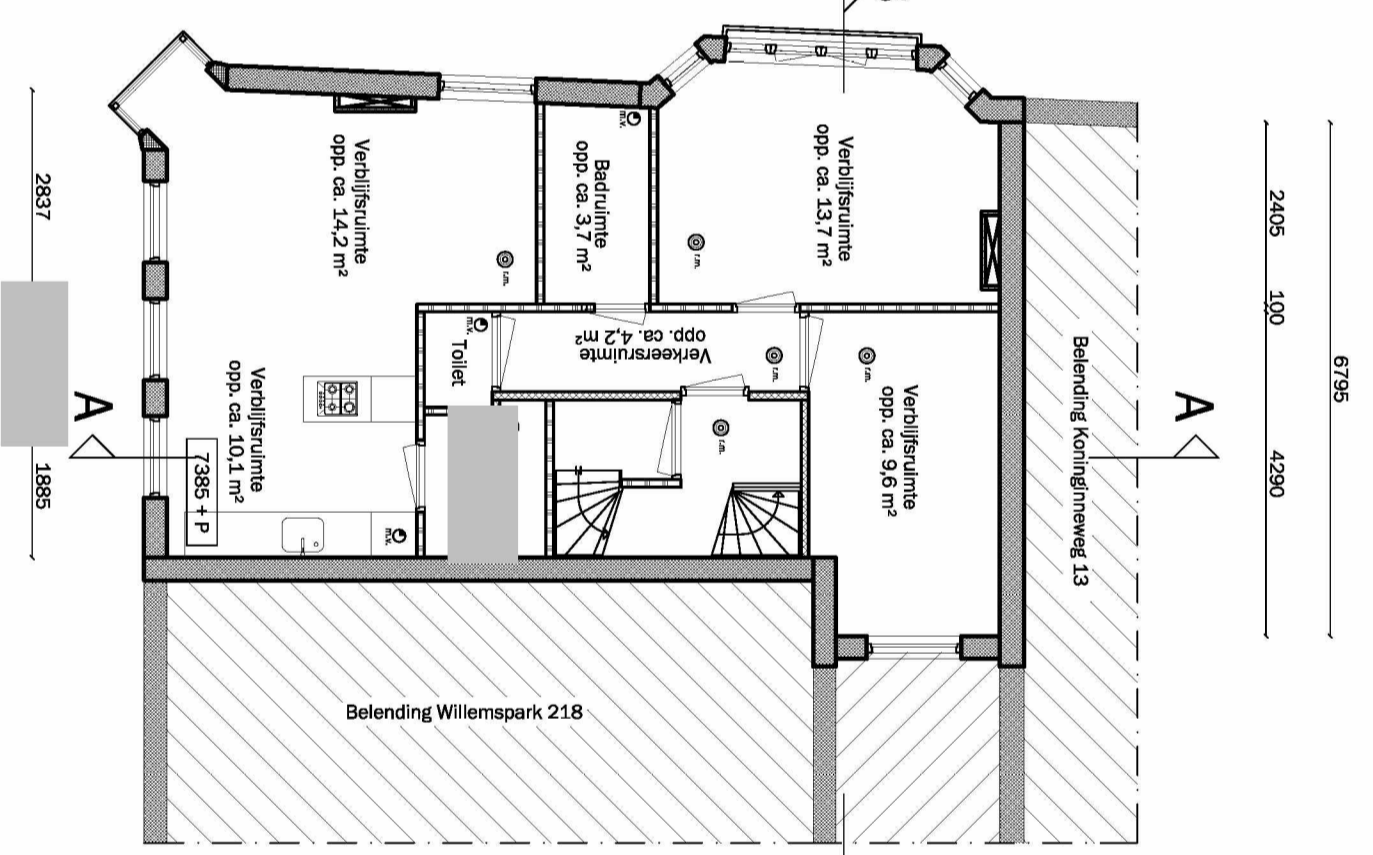 Verblijfsruimte
opp. ca. 14,2 m²
m.v.
Badruimte
opp. ca. 3,7 m²
Verblijfsruimte
opp. ca. 13,7 m²
r.m.
r.m.
2837
2405
100
6795
4290
1885
m.v.
Toilet
Verkeersruimte
opp. ca. 4,2 m²
r.m.
r.m.
Verblijfsruimte
opp. ca. 10,1 m²
A
7385 + P
r.m.
Verblijfsruimte
opp. ca. 9,6 m²
Belending Koninginneweg 13
A
m.v.
Belending Willemspark 218